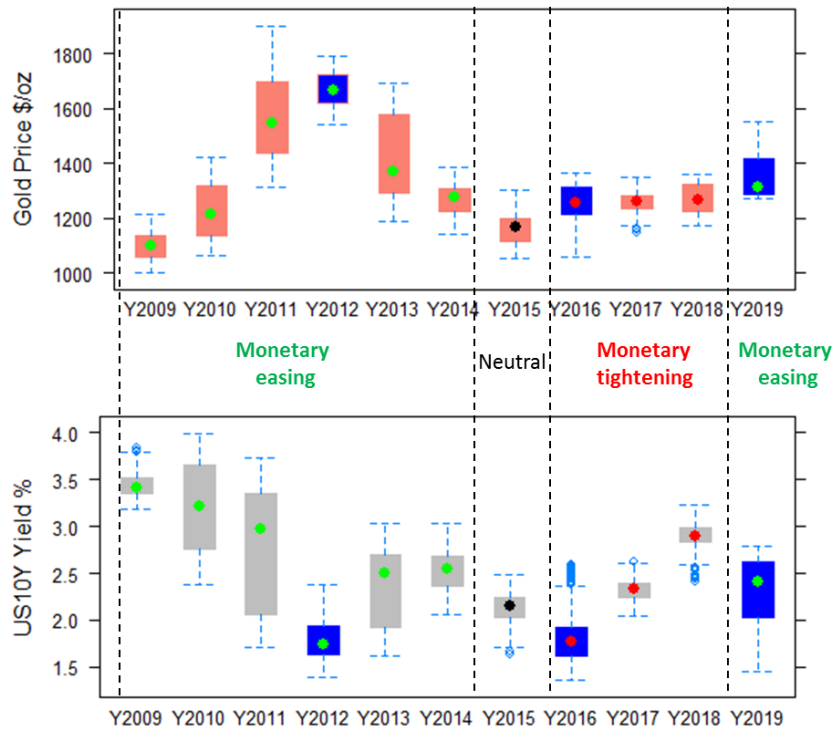 Gold Price $/oz
1800
1600
1400
1200
1000
Y2009 Y2010 Y2011 Y2012 Y2013 Y2014 Y2015 Y2016 Y2017 Y2018 Y2019
Monetary
easing
Neutral
Monetary
tightening
Monetary
easing
US10Y Yield %
4.0
3.5
3.0
2.5
2.0
1.5
Y2009 Y2010 Y2011 Y2012 Y2013 Y2014 Y2015 Y2016 Y2017 Y2018 Y2019